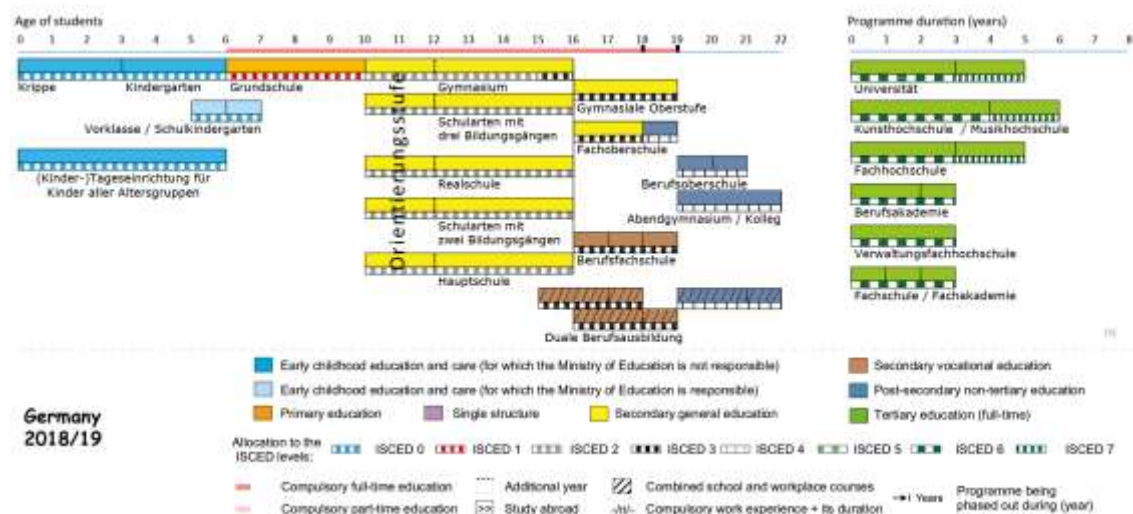 Age of students
Programme duration (years)
0 1 2 3 4 5 6 7 8 9 10 11 12 13 14 15 16 17 18 19 20 21 22
0 1 2 3 4 5 6 7 8
Krippe
Kindergarten
Grundschule
Gymnasium
Vorklasse / Schulkindergarten
(Kinder-)Tageseinrichtung für
Kinder aller Altersgruppen
Orientierungsstufe
Schularten mit
drei Bildungsgängen
Realschule
Schularten mit
zwei Bildungsgängen
Hauptschule
Gymnasiale Oberstufe
Fachoberschule
Berufsoberschule
Abendgymnasium / Kolleg
Berufsfachschule
Duale Berufsausbildung
Universität
Kunsthochschule / Musikhochschule
Fachhochschule
Berufsakademie
Verwaltungsfachhochschule
Fachschule / Fachakademie
Germany
2018/19
Early childhood education and care (for which the Ministry of Education is not responsible)
Early childhood education and care (for which the Ministry of Education is responsible)
Primary education
Single structure
Secondary general education
Secondary vocational education
Post-secondary non-tertiary education
Tertiary education (full-time)
Allocation to the
ISCED levels:
ISCED 0
ISCED 1
ISCED 2
ISCED 3
ISCED 4
ISCED 5
ISCED 6
ISCED 7
Compulsory full-time education
Additional year
Combined school and workplace courses
Compulsory part-time education
>> Study abroad
-/n/- Compulsory work experience + its duration
Years
Programme being
phased out during (year)